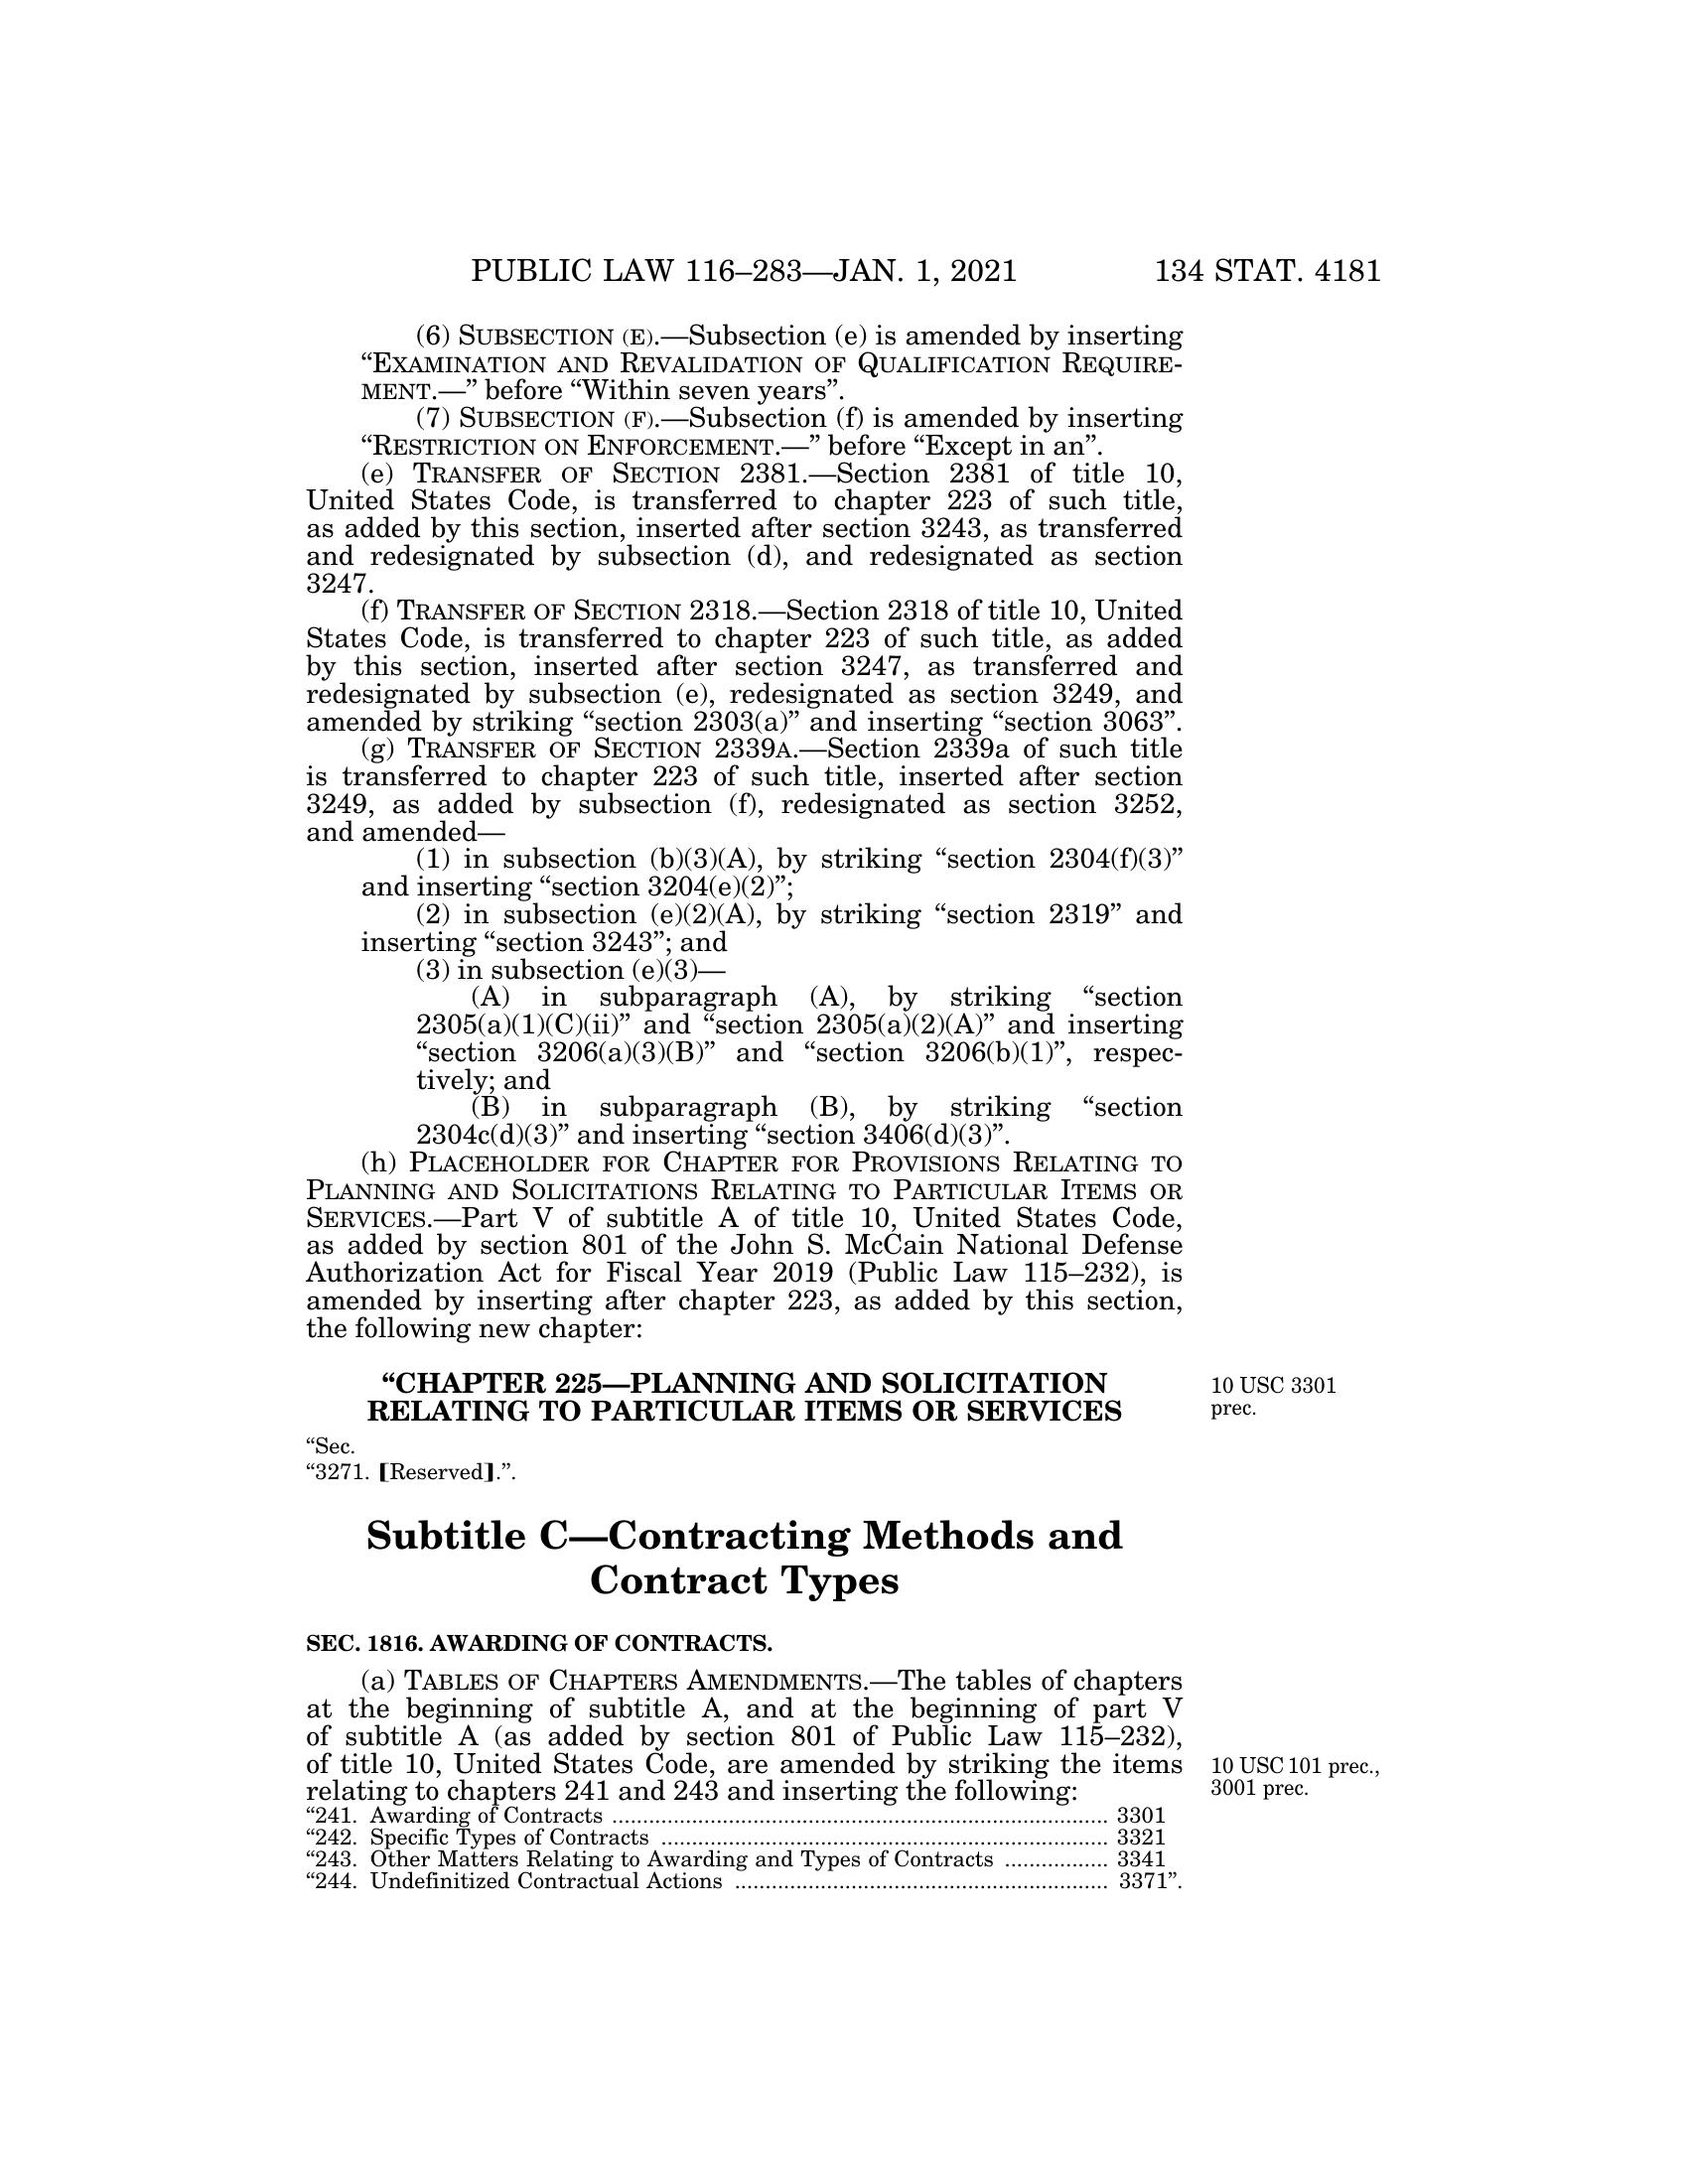 PUBLIC LAW 116–283—JAN. 1, 2021 134 STAT. 4181
(6) SUBSECTION (E).—Subsection (e) is amended by inserting
“EXAMINATION AND REVALIDATION OF QUALIFICATION REQUIRE-
MENT.—” before “Within seven years”.
(7) SUBSECTION (F).—Subsection (f) is amended by inserting
“RESTRICTION ON ENFORCEMENT.—” before “Except in an”.
(e) TRANSFER OF SECTION 2381.—Section 2381 of title 10,
United States Code, is transferred to chapter 223 of such title,
as added by this section, inserted after section 3243, as transferred
and redesignated by subsection (d), and redesignated as section
3247.
(f) TRANSFER OF SECTION 2318.—Section 2318 of title 10, United
States Code, is transferred to chapter 223 of such title, as added
by this section, inserted after section 3247, as transferred and
redesignated by subsection (e), redesignated as section 3249, and
amended by striking “section 2303(a)” and inserting “section 3063”.
(g) TRANSFER OF SECTION 2339A.—Section 2339a of such title
is transferred to chapter 223 of such title, inserted after section
3249, as added by subsection (f), redesignated as section 3252,
and amended—
(1) in subsection (b)(3)(A), by striking “section 2304(f)(3)”
and inserting “section 3204(e)(2)”;
(2) in subsection (e)(2)(A), by striking “section 2319” and
inserting “section 3243”; and
(3) in subsection (e)(3)—
(A) in subparagraph (A), by striking “section
2305(a)(1)(C)(ii)” and “section 2305(a)(2)(A)” and inserting
“section 3206(a)(3)(B)” and “section 3206(b)(1)”, respec-
tively; and
(B) in subparagraph (B), by striking “section
2304c(d)(3)” and inserting “section 3406(d)(3)”.
(h) PLACEHOLDER FOR CHAPTER FOR PROVISIONS RELATING TO
PLANNING AND SOLICITATIONS RELATING TO PARTICULAR ITEMS OR
SERVICES.—Part V of subtitle A of title 10, United States Code,
as added by section 801 of the John S. McCain National Defense
Authorization Act for Fiscal Year 2019 (Public Law 115–232), is
amended by inserting after chapter 223, as added by this section,
the following new chapter:
“CHAPTER 225—PLANNING AND SOLICITATION
RELATING TO PARTICULAR ITEMS OR SERVICES
10 USC 3301
prec.
“Sec.
“3271. [Reserved].”.
Subtitle C—Contracting Methods and
Contract Types
SEC. 1816. AWARDING OF CONTRACTS.
(a) TABLES OF CHAPTERS AMENDMENTS.—The tables of chapters
at the beginning of subtitle A, and at the beginning of part V
of subtitle A (as added by section 801 of Public Law 115–232),
of title 10, United States Code, are amended by striking the items
relating to chapters 241 and 243 and inserting the following:
10 USC 101 prec.,
3001 prec.
“241. Awarding of Contracts ................................................ 3301
“242. Specific Types of Contracts ................................................ 3321
“243. Other Matters Relating to Awarding and Types of Contracts ................. 3341
“244. Undefinitized Contractual Actions ................................................ 3371”.